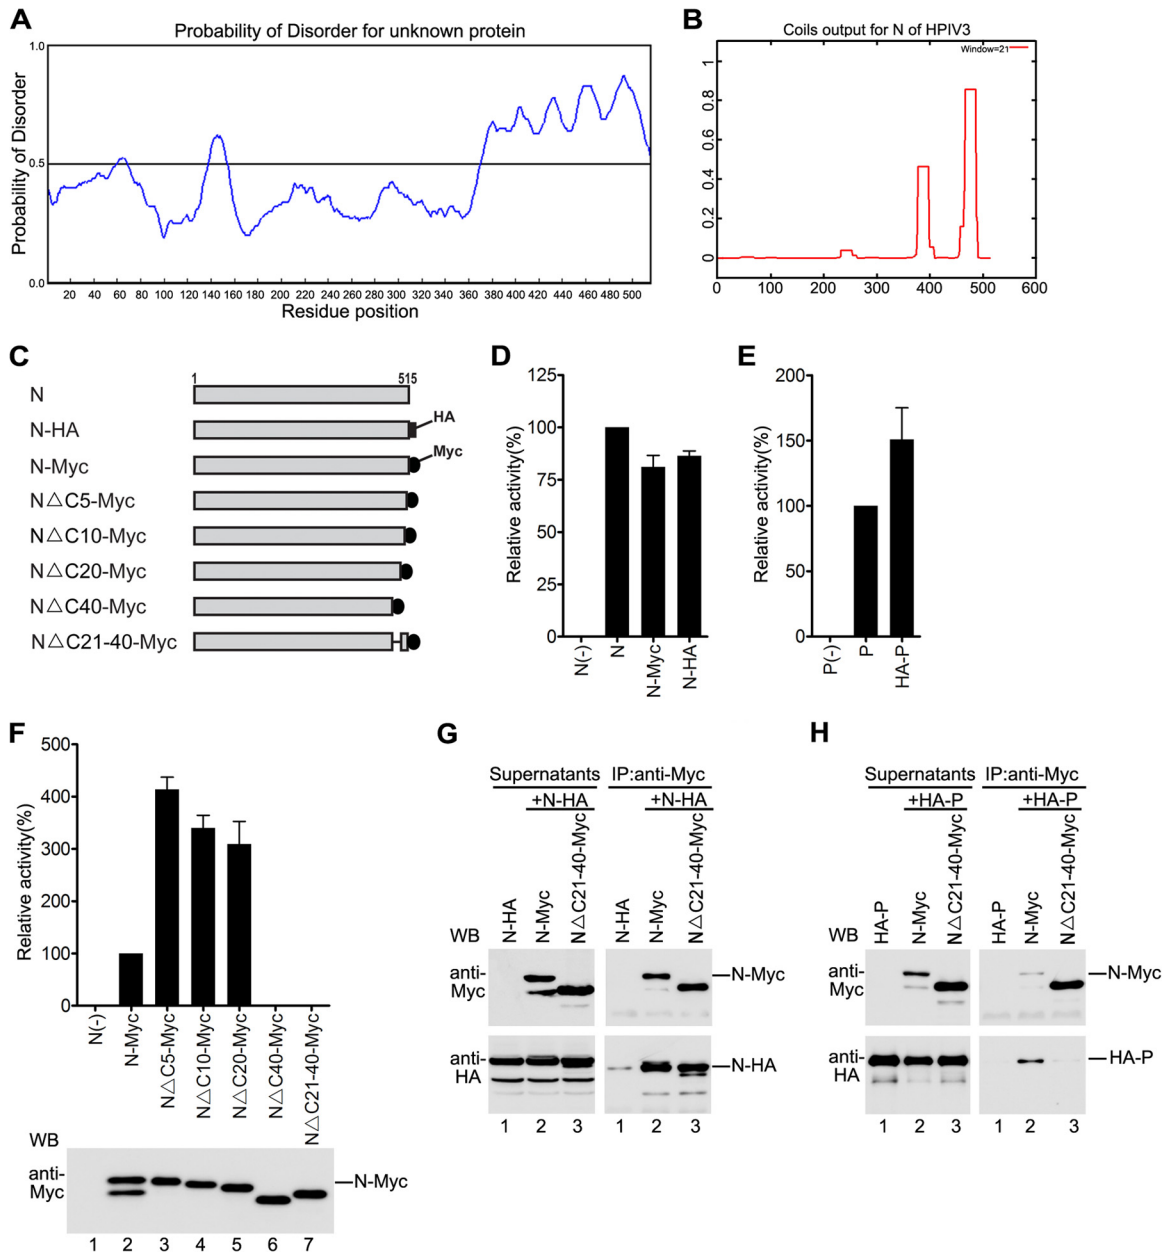 A
Probability of Disorder for unknown protein
Probability of Disorder
1.0
0.5
0.0
20 40 60 80 100 120 140 160 180 200 220 240 260 280 300 320 340 360 380 400 420 440 460 480 500
Residue position
B
Coils output for N of HPIV3
Window=21
1
0.8
0.6
0.4
0.2
0
0 100 200 300 400 500 600
C
1 515
N
N-HA
HA
N-Myc
Myc
N△C5-Myc
N△C10-Myc
N△C20-Myc
N△C40-Myc
N△C21-40-Myc
D
Relative activity(%)
125
100
75
50
25
0
N(-) N N-Myc N-HA
E
Relative activity(%)
200
150
100
50
0
P(-) P HA-P
F
Relative activity(%)
500
400
300
200
100
0
N(-) N-Myc N△C5-Myc N△C10-Myc N△C20-Myc N△C40-Myc N△C21-40-Myc
WB
anti-
Myc
N-Myc
1 2 3 4 5 6 7
G
Supernatants IP:anti-Myc
+N-HA +N-HA
N-HA N-Myc N△C21-40-Myc N-HA N-Myc N△C21-40-Myc
WB
anti-
Myc
N-Myc
anti-
HA
N-HA
1 2 3 1 2 3
H
Supernatants IP:anti-Myc
+HA-P +HA-P
HA-P N-Myc N△C21-40-Myc HA-P N-Myc N△C21-40-Myc
WB
anti-
Myc
N-Myc
anti-
HA
HA-P
1 2 3 1 2 3